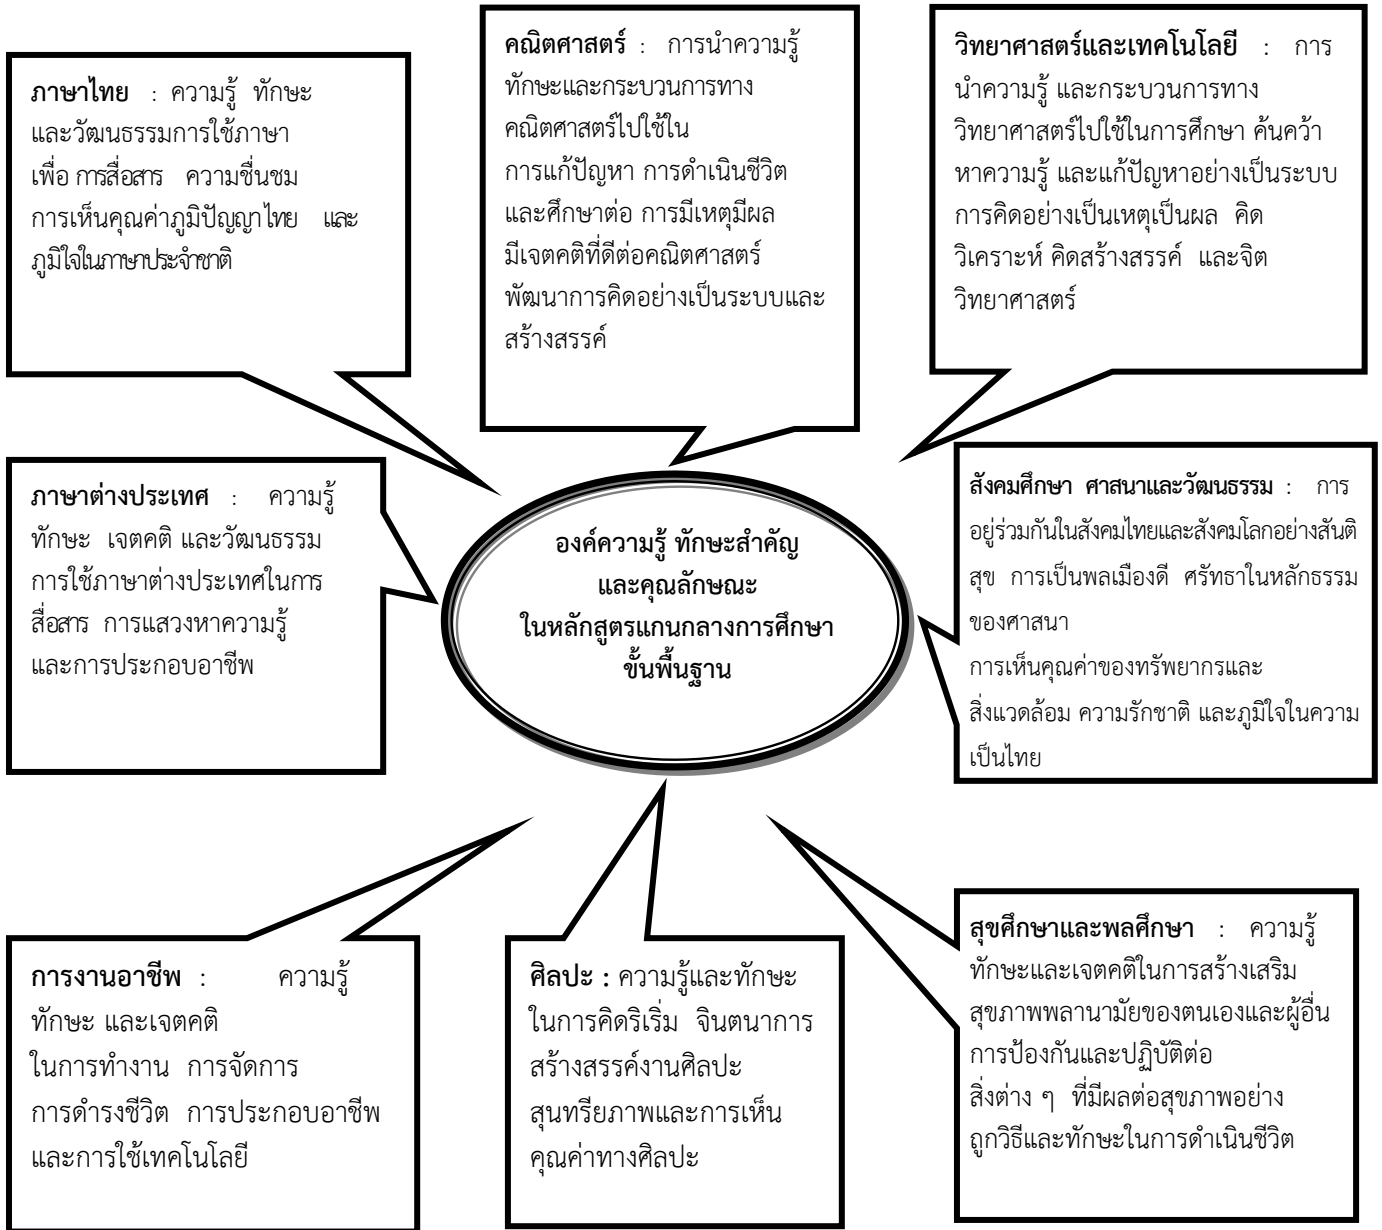 ภาษาไทย : ความรู้ ทักษะ
และวัฒนธรรมการใช้ภาษา
เพื่อ การสื่อสาร ความชื่นชม
การเห็นคุณค่าภูมิปัญญาไทย และ
ภูมิใจในภาษาประจำชาติ
คณิตศาสตร์ : การนำความรู้
ทักษะและกระบวนการทาง
คณิตศาสตร์ไปใช้ใน
การแก้ปัญหา การดำเนินชีวิต
และศึกษาต่อ การมีเหตุมีผล
มีเจตคติที่ดีต่อคณิตศาสตร์
พัฒนาการคิดอย่างเป็นระบบและ
สร้างสรรค์
วิทยาศาสตร์และเทคโนโลยี : การ
นำความรู้ และกระบวนการทาง
วิทยาศาสตร์ไปใช้ในการศึกษา ค้นคว้า
หาความรู้ และแก้ปัญหาอย่างเป็นระบบ
การคิดอย่างเป็นเหตุเป็นผล คิด
วิเคราะห์ คิดสร้างสรรค์ และจิต
วิทยาศาสตร์
ภาษาต่างประเทศ : ความรู้
ทักษะ เจตคติ และวัฒนธรรม
การใช้ภาษาต่างประเทศในการ
สื่อสาร การแสวงหาความรู้
และการประกอบอาชีพ
องค์ความรู้ ทักษะสำคัญ
และคุณลักษณะ
ในหลักสูตรแกนกลางการศึกษา
ขั้นพื้นฐาน
สังคมศึกษา ศาสนาและวัฒนธรรม : การ
อยู่ร่วมกันในสังคมไทยและสังคมโลกอย่างสันติ
สุข การเป็นพลเมืองดี ศรัทธาในหลักธรรม
ของศาสนา
การเห็นคุณค่าของทรัพยากรและ
สิ่งแวดล้อม ความรักชาติ และภูมิใจในความ
เป็นไทย
การงานอาชีพ : ความรู้
ทักษะ และเจตคติ
ในการทำงาน การจัดการ
การดำรงชีวิต การประกอบอาชีพ
และการใช้เทคโนโลยี
ศิลปะ : ความรู้และทักษะ
ในการคิดริเริ่ม จินตนาการ
สร้างสรรค์งานศิลปะ
สุนทรียภาพและการเห็น
คุณค่าทางศิลปะ
สุขศึกษาและพลศึกษา : ความรู้
ทักษะและเจตคติในการสร้างเสริม
สุขภาพพลานามัยของตนเองและผู้อื่น
การป้องกันและปฏิบัติต่อ
สิ่งต่าง ๆ ที่มีผลต่อสุขภาพอย่าง
ถูกวิธีและทักษะในการดำเนินชีวิต